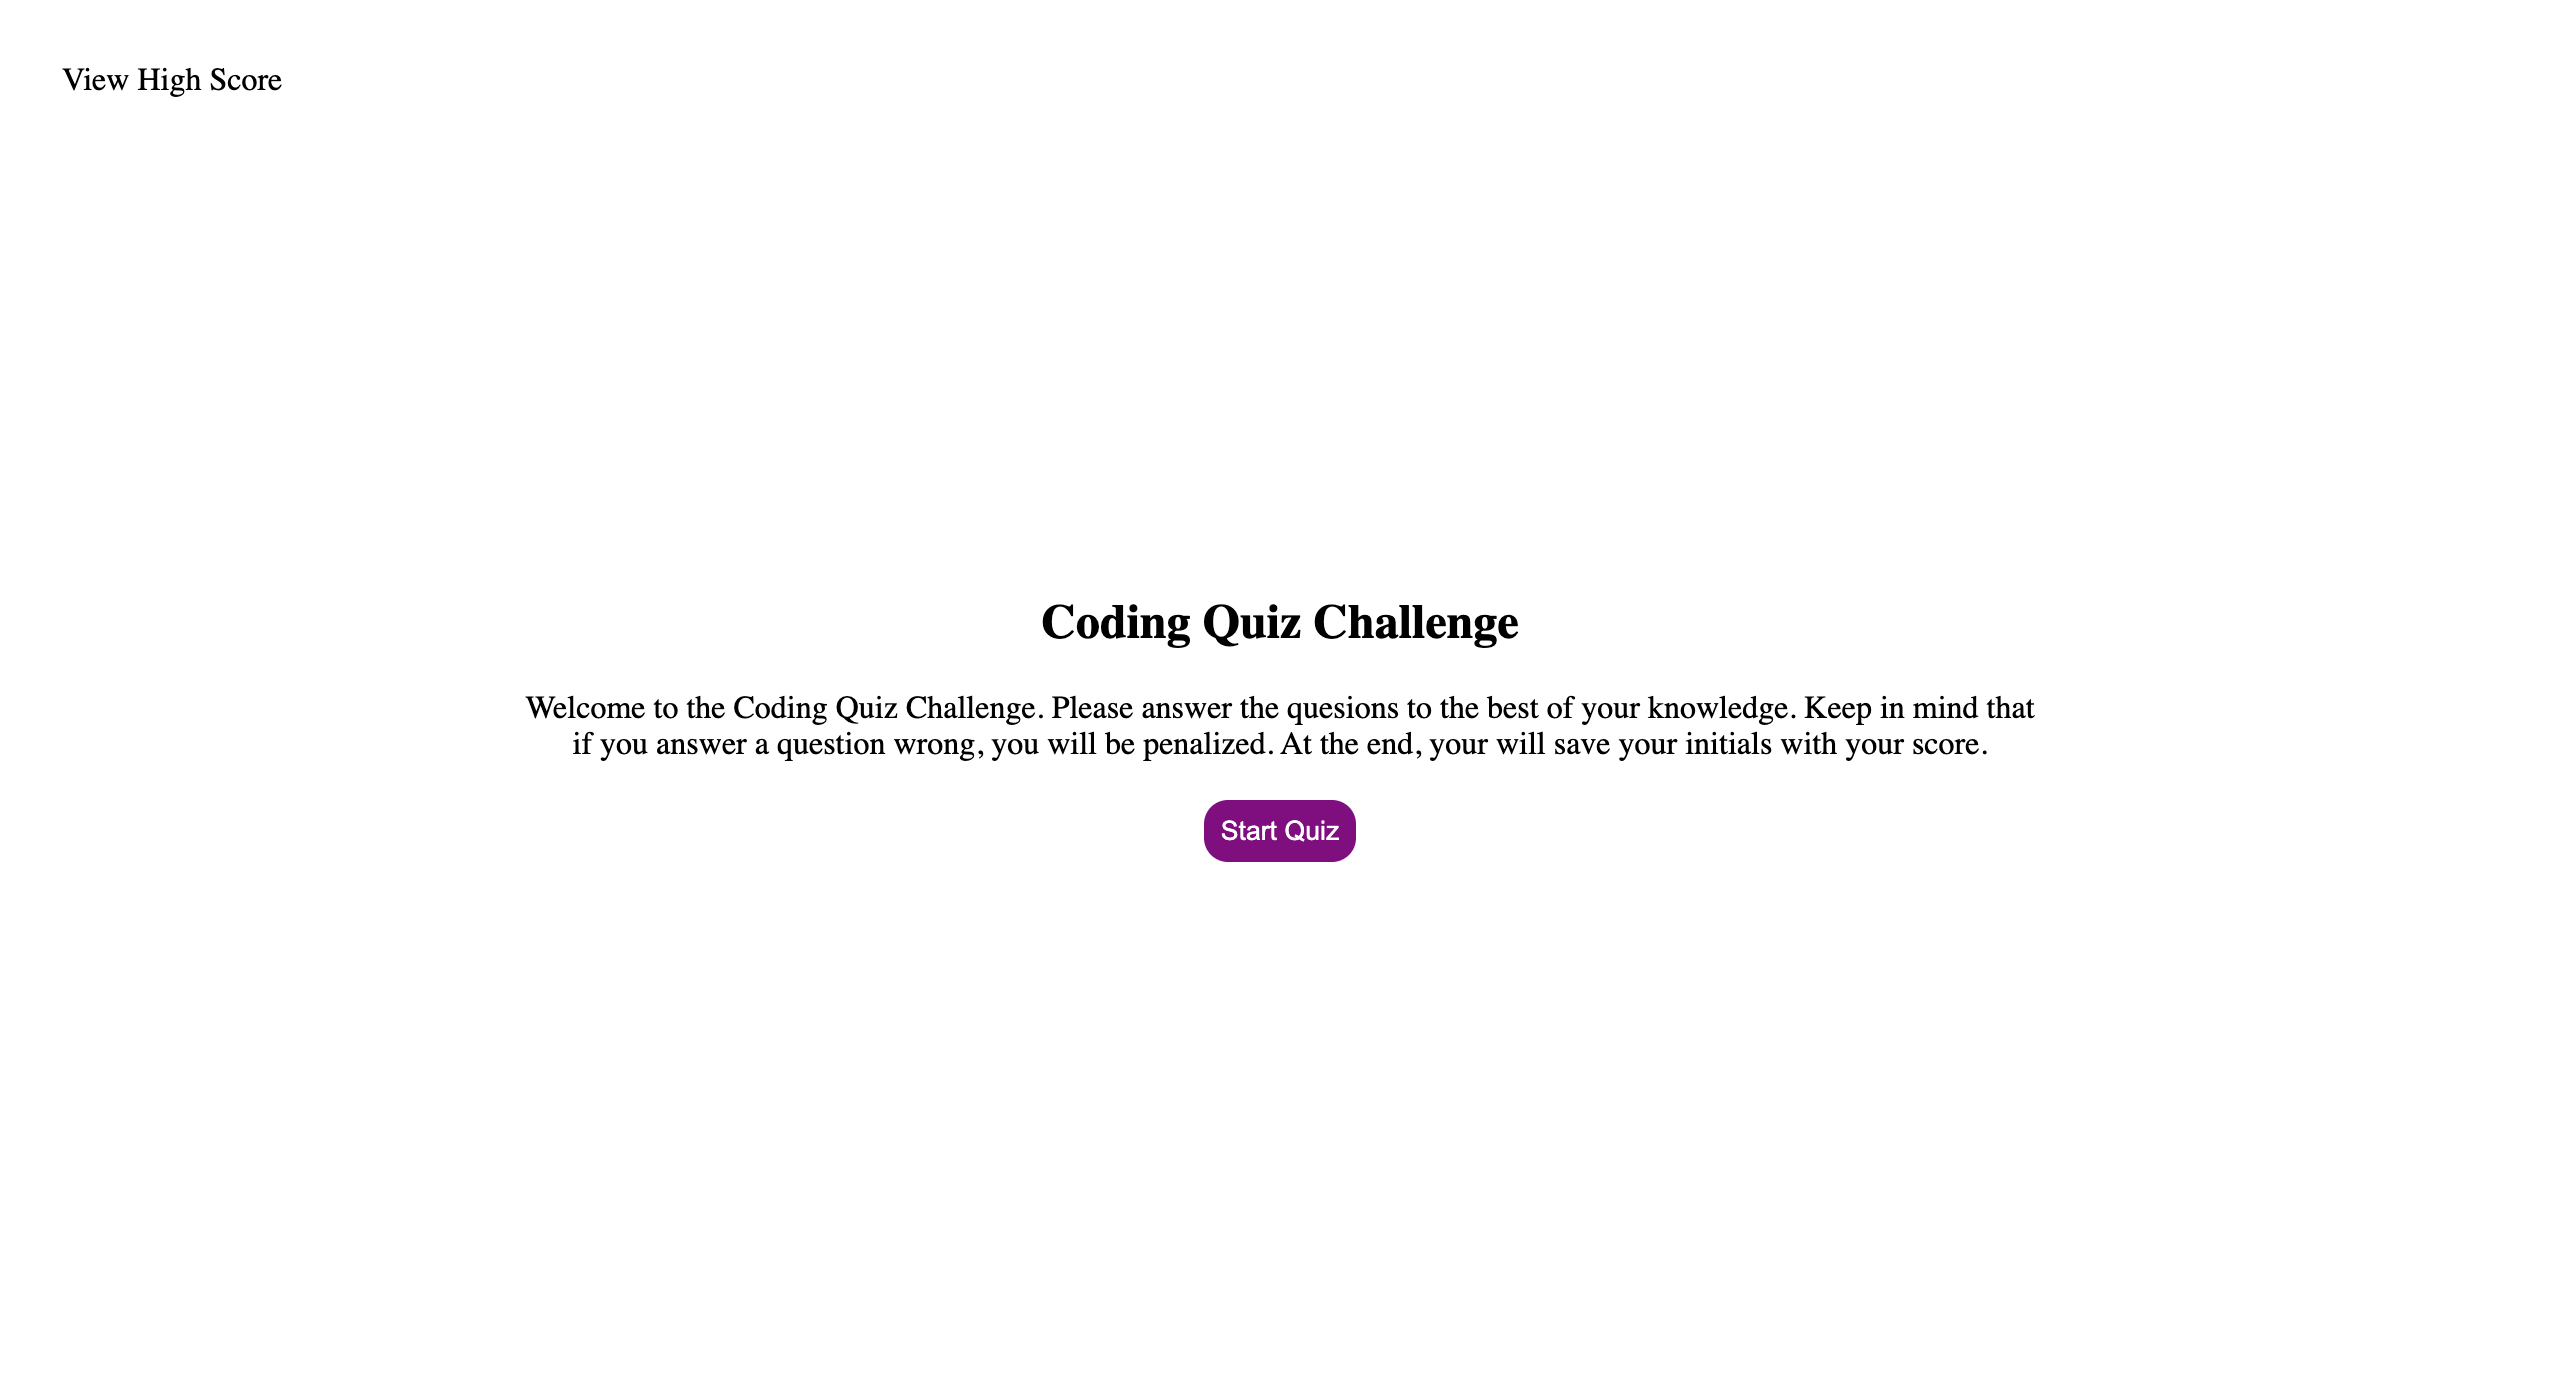 View High Score
Coding Quiz Challenge
Welcome to the Coding Quiz Challenge. Please answer the quesions to the best of your knowledge. Keep in mind that
if you answer a question wrong, you will be penalized. At the end, your will save your initials with your score.
Start Quiz